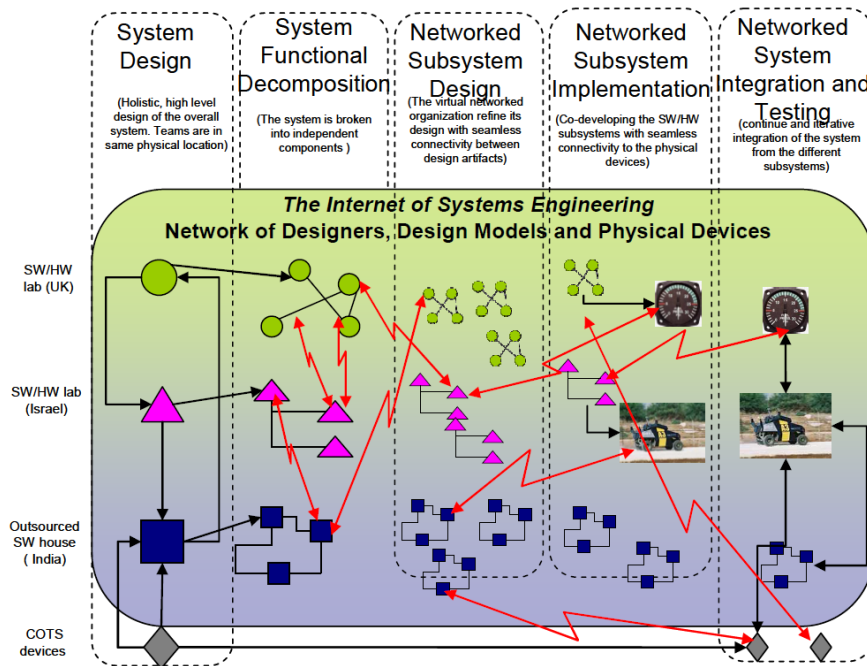 System
Design
(Holistic, high level
design of the overall
system. Teams are in
same physical location)
System
Functional
Decomposition
(The system is broken
into independent
components )
Networked
Subsystem
Design
(The virtual networked
organization refine its
design with seamless
connectivity between
design artifacts)
Networked
Subsystem
Implementation
(Co-developing the SW/HW
subsystems with seamless
connectivity to the physical
devices)
Networked
System
Integration and
Testing
(continue and iterative
integration of the system
from the different
subsystems)
The Internet of Systems Engineering
Network of Designers, Design Models and Physical Devices
SW/HW
lab (UK)
SW/HW lab
(Israel)
Outsourced
SW house
( India)
COTS
devices